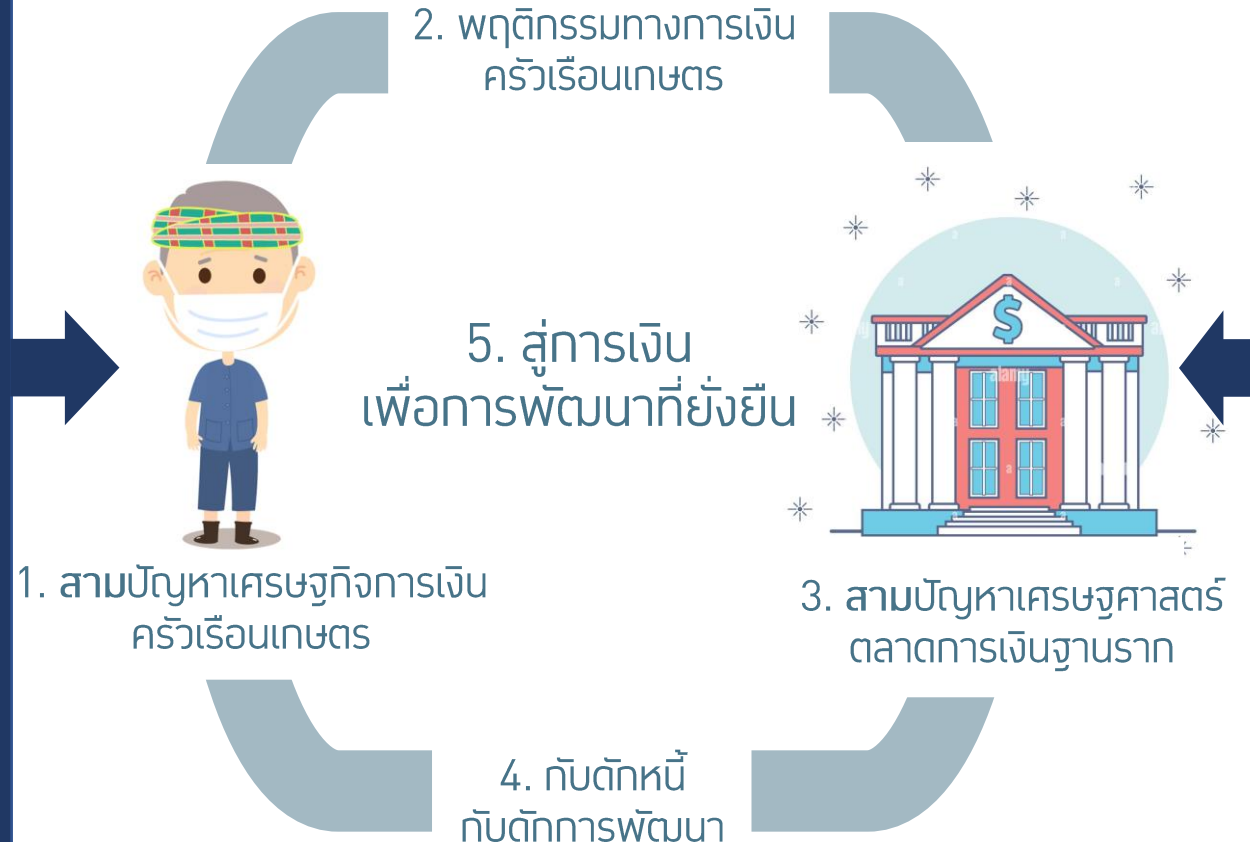 2. พฤติกรรมทางการเงิน
ครัวเรือนเกษตร
$
5. สู่การเงิน
เพื่อการพัฒนาที่ยั่งยืน
alamy
1. สามปัญหาเศรษฐกิจการเงิน
ครัวเรือนเกษตร
3. สามปัญหาเศรษฐศาสตร์
ตลาดการเงินฐานราก
4. กับดักหนี้
กับดักการพัฒนา